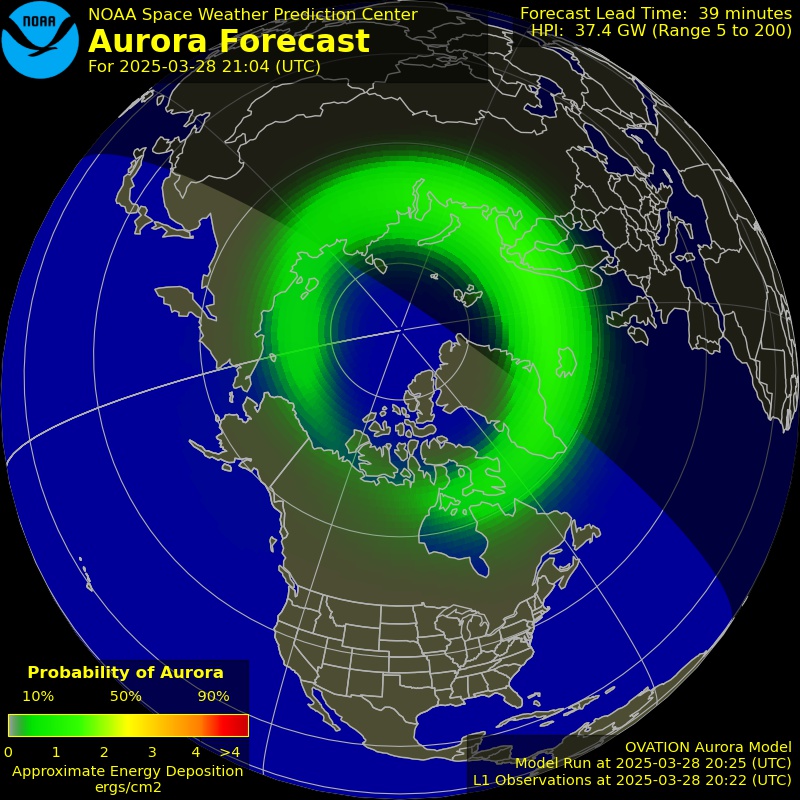 NOAA
NOAA Space Weather Prediction Center
Aurora Forecast
For 2025-03-28 21:04 (UTC)
Forecast Lead Time: 39 minutes
HPI: 37.4 GW (Range 5 to 200)
Probability of Aurora
10% 50% 90%
0 1 2 3 4 >4
Approximate Energy Deposition
ergs/cm2
OVATION Aurora Model
Model Run at 2025-03-28 20:25 (UTC)
L1 Observations at 2025-03-28 20:22 (UTC)